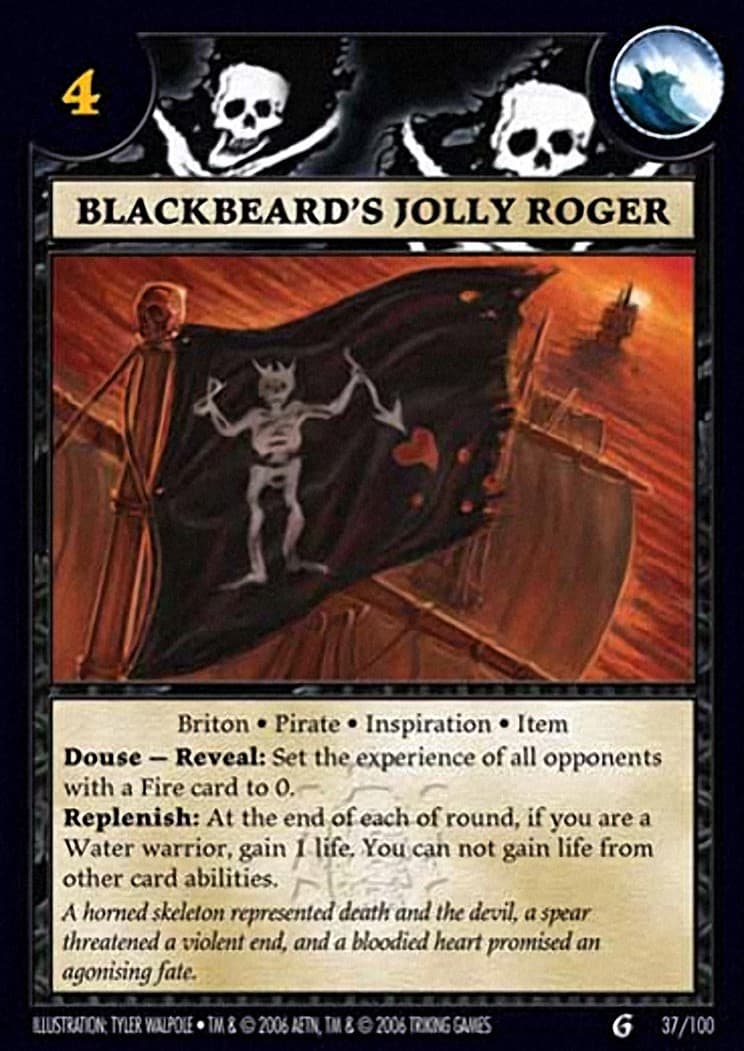 4
BLACKBEARD'S JOLLY ROGER
Briton • Pirate • Inspiration • Item
Douse – Reveal: Set the experience of all opponents
with a Fire card to 0.
Replenish: At the end of each of round, if you are a
Water warrior, gain 1 life. You can not gain life from
other card abilities.
A horned skeleton represented death and the devil, a spear
threatened a violent end, and a bloodied heart promised an
agonising fate.
ILLUSTRATION: TYLER WALPOLE • TM & © 2006 AETN, TM & © 2006 TRIKING GAMES G 37/100